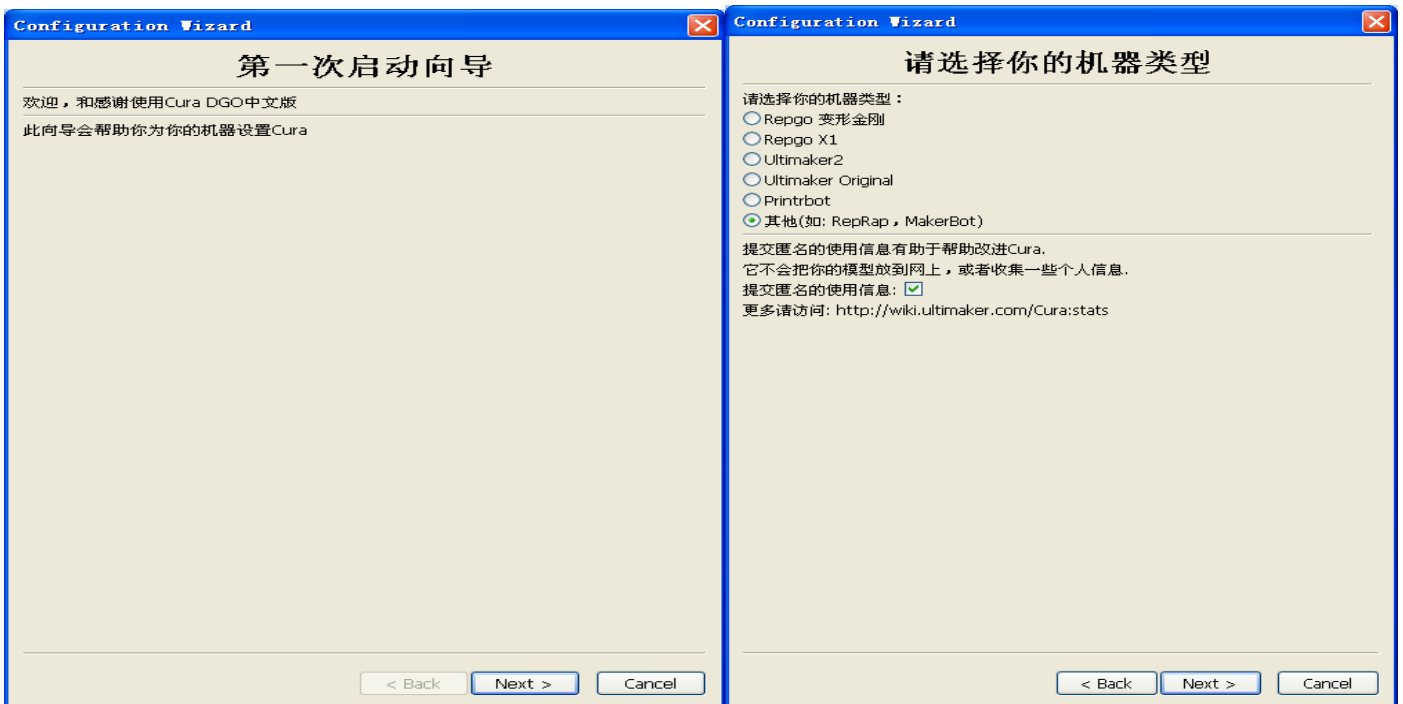 Configuration Wizard
第一次启动向导
欢迎，和感谢使用Cura DGO中文版
此向导会帮助你为你的机器设置Cura
< Back
Next >
Cancel
Configuration Wizard
请选择你的机器类型
请选择你的机器类型：
Repgo 变形金刚
Repgo X1
Ultimaker2
Ultimaker Original
Printrbot
其他(如: RepRap，MakerBot)
提交匿名的使用信息有助于帮助改进Cura.
它不会把你的模型放到网上，或者收集一些个人信息.
提交匿名的使用信息:
更多请访问: http://wiki.ultimaker.com/Cura:stats
< Back
Next >
Cancel